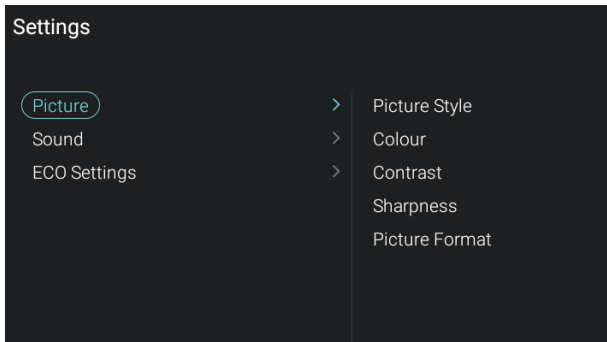 Settings
Picture
Sound
ECO Settings
Picture Style
Colour
Contrast
Sharpness
Picture Format